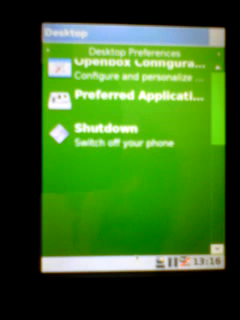 Desktop
Desktop Preferences
Openbox Configura...
Configure and personalize ...
Preferred Applicati...
Shutdown
Switch off your phone
13:16